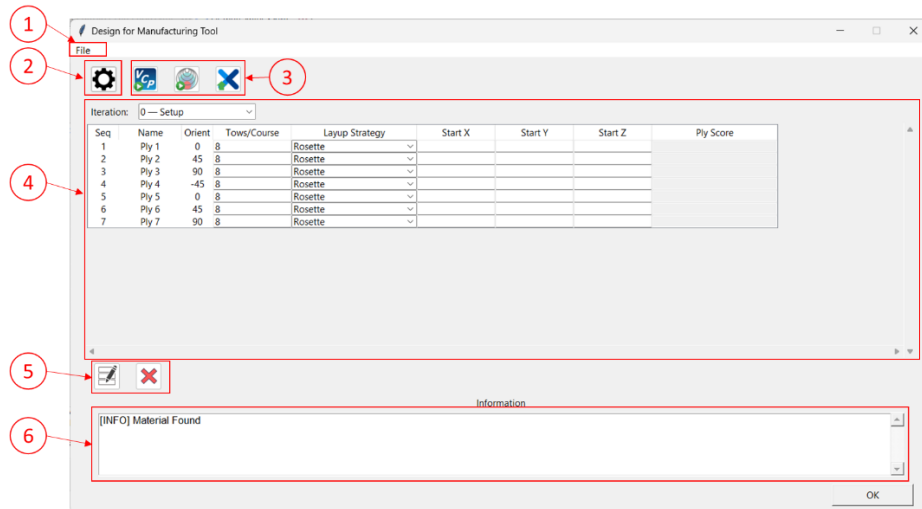 1
Design for Manufacturing Tool
File
2
VCP
3
Iteration: 0 — Setup
Seq Name Orient Tows/Course Layup Strategy Start X Start Y Start Z Ply Score
1 Ply 1 0 8 Rosette
2 Ply 2 45 8 Rosette
3 Ply 3 90 8 Rosette
4
4 Ply 4 -45 8 Rosette
5 Ply 5 0 8 Rosette
6 Ply 6 45 8 Rosette
7 Ply 7 90 8 Rosette
5
Information
6
[INFO] Material Found
OK